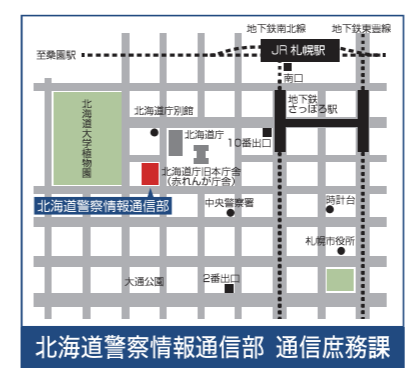 地下鉄南北線
地下鉄東豊線
至桑園駅
JR 札幌駅
南口
北海道大学植物園
北海道庁別館
地下鉄
さっぽろ駅
北海道庁
10番出口
北海道庁旧本庁舎
(赤れんが庁舎)
北海道警察情報通信部
中央警察署
時計台
札幌市役所
大通公園
2番出口
北海道警察情報通信部 通信庶務課